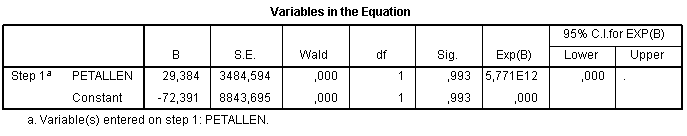 Variables in the Equation
95% C.I.for EXP(B)
B S.E. Wald df Sig. Exp(B) Lower Upper
Step 1a PETALLEN 29,384 3484,594 ,000 1 ,993 5,771E12 ,000 .
Constant -72,391 8843,695 ,000 1 ,993 ,000
a. Variable(s) entered on step 1: PETALLEN.